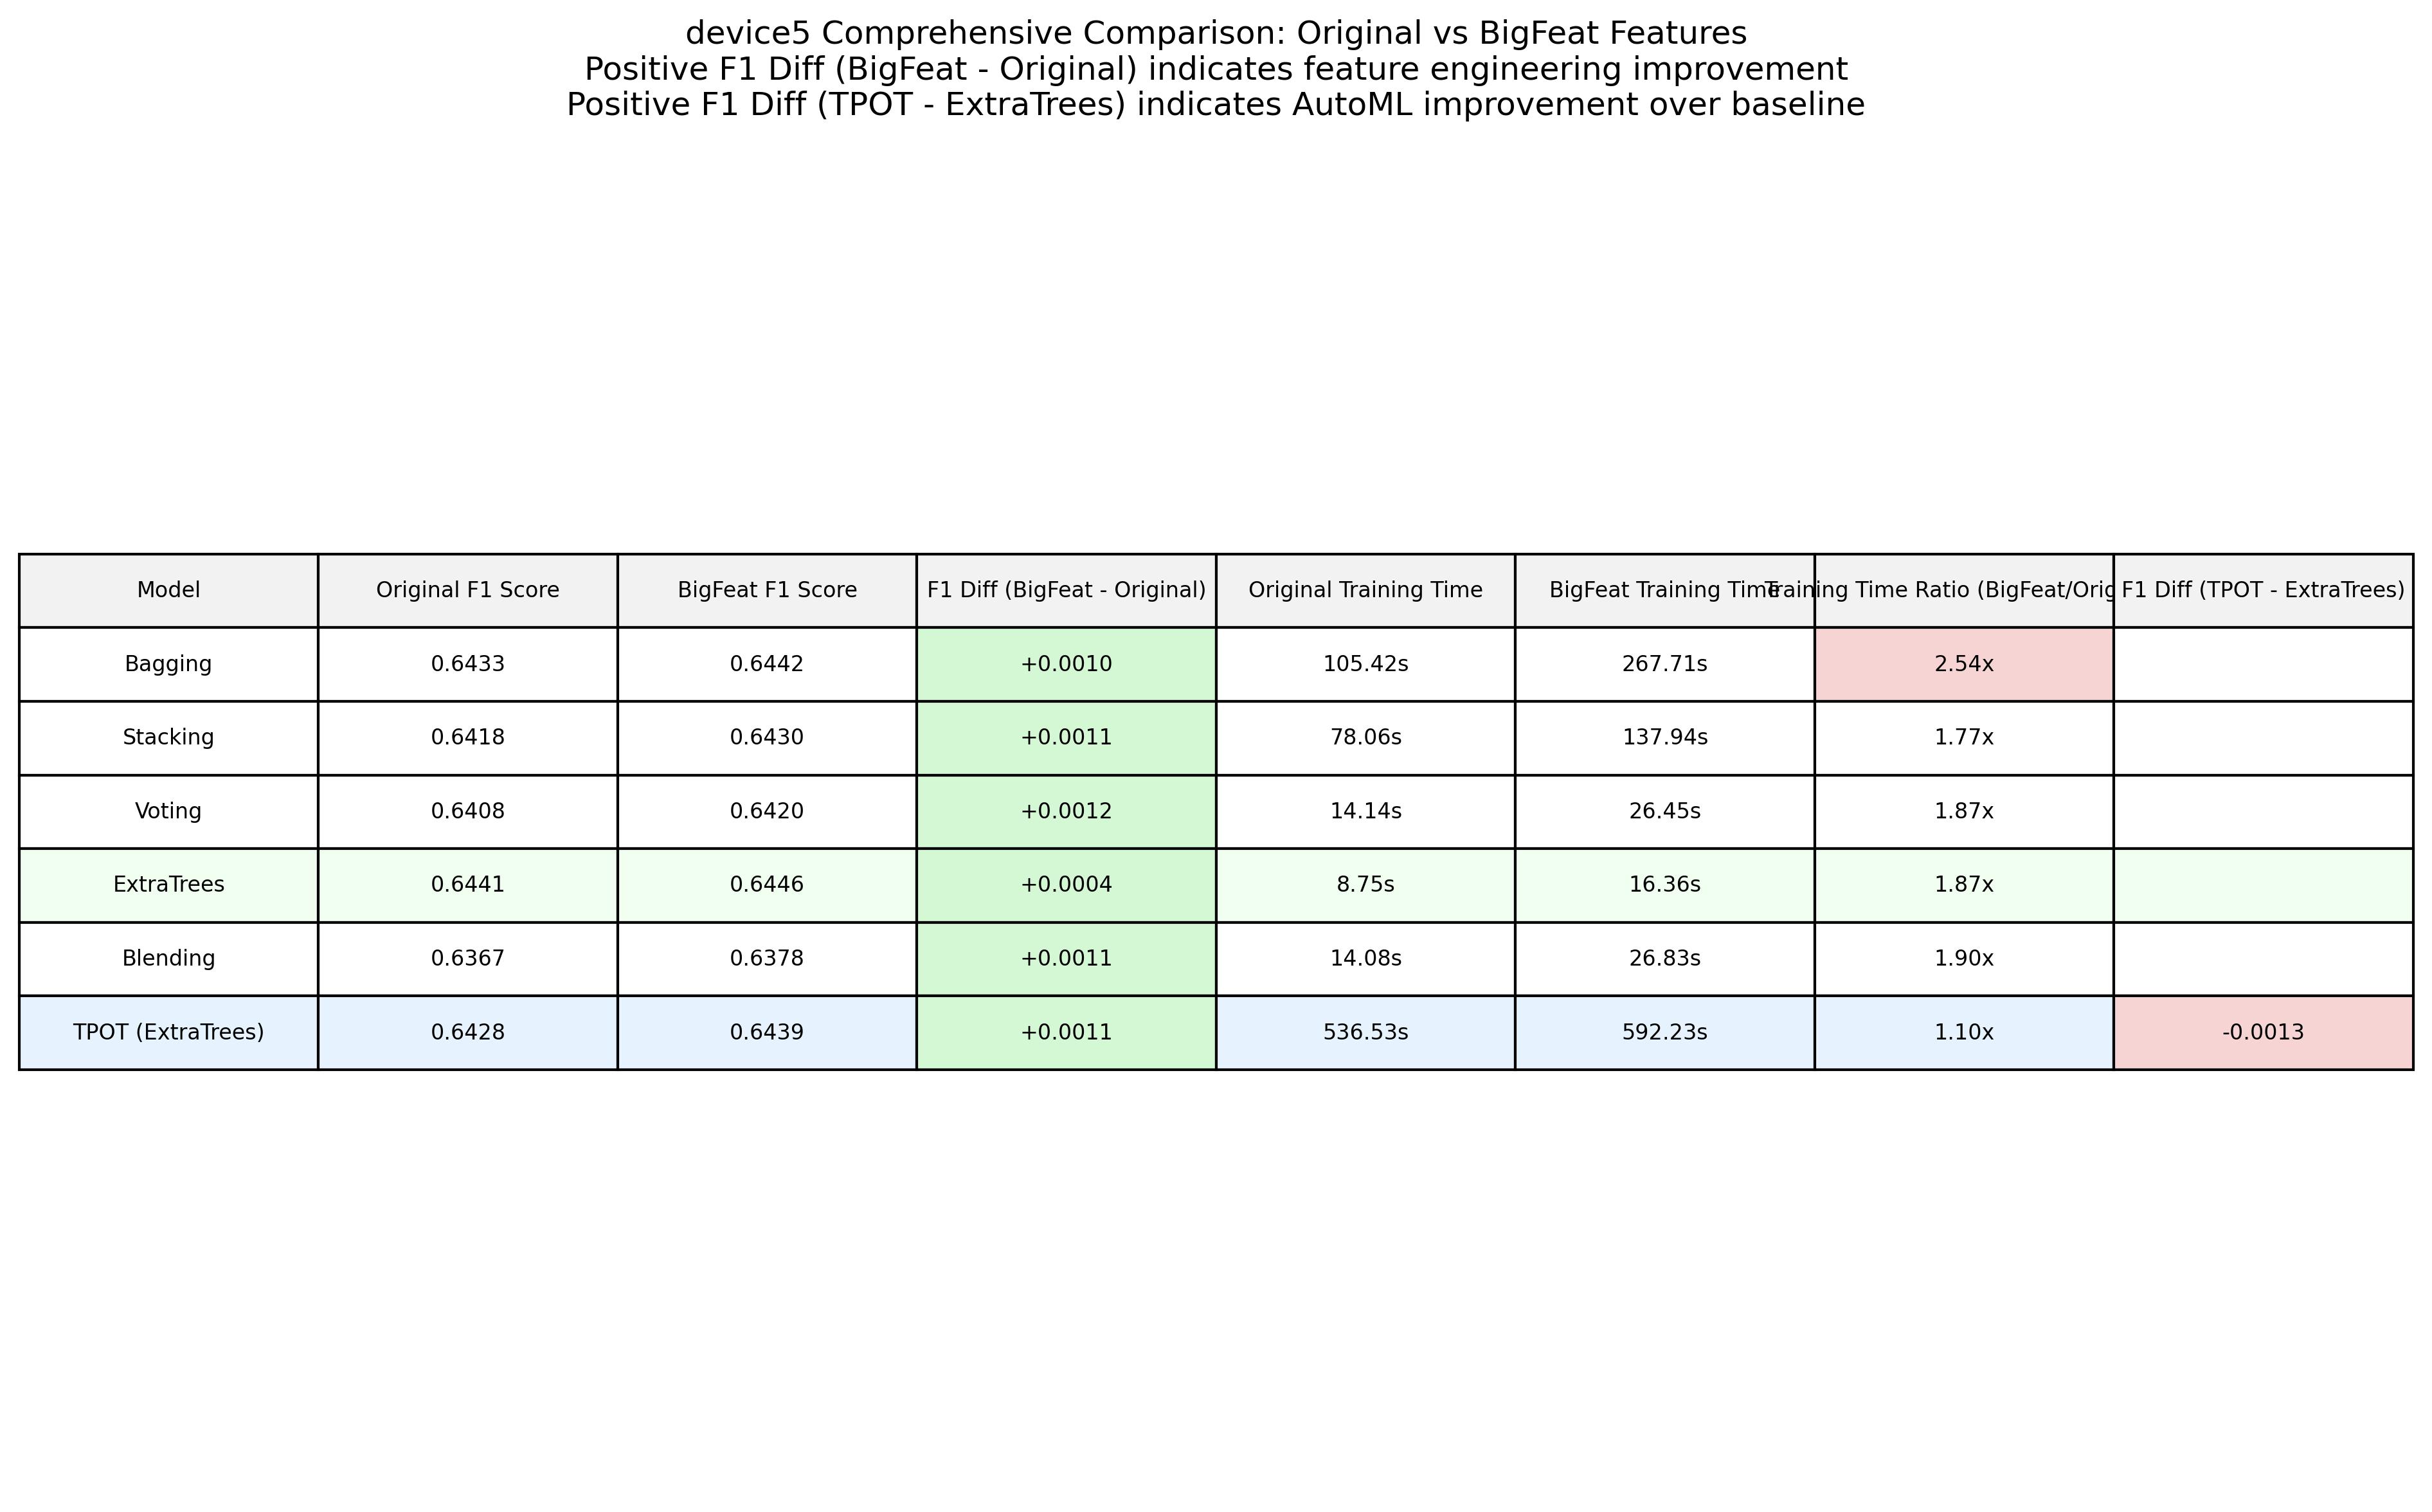 device5 Comprehensive Comparison: Original vs BigFeat Features
Positive F1 Diff (BigFeat - Original) indicates feature engineering improvement
Positive F1 Diff (TPOT - ExtraTrees) indicates AutoML improvement over baseline
Model Original F1 Score BigFeat F1 Score F1 Diff (BigFeat - Original) Original Training Time BigFeat Training Time Training Time Ratio (BigFeat/Orig F1 Diff (TPOT - ExtraTrees)
Bagging 0.6433 0.6442 +0.0010 105.42s 267.71s 2.54x
Stacking 0.6418 0.6430 +0.0011 78.06s 137.94s 1.77x
Voting 0.6408 0.6420 +0.0012 14.14s 26.45s 1.87x
ExtraTrees 0.6441 0.6446 +0.0004 8.75s 16.36s 1.87x
Blending 0.6367 0.6378 +0.0011 14.08s 26.83s 1.90x
TPOT (ExtraTrees) 0.6428 0.6439 +0.0011 536.53s 592.23s 1.10x -0.0013